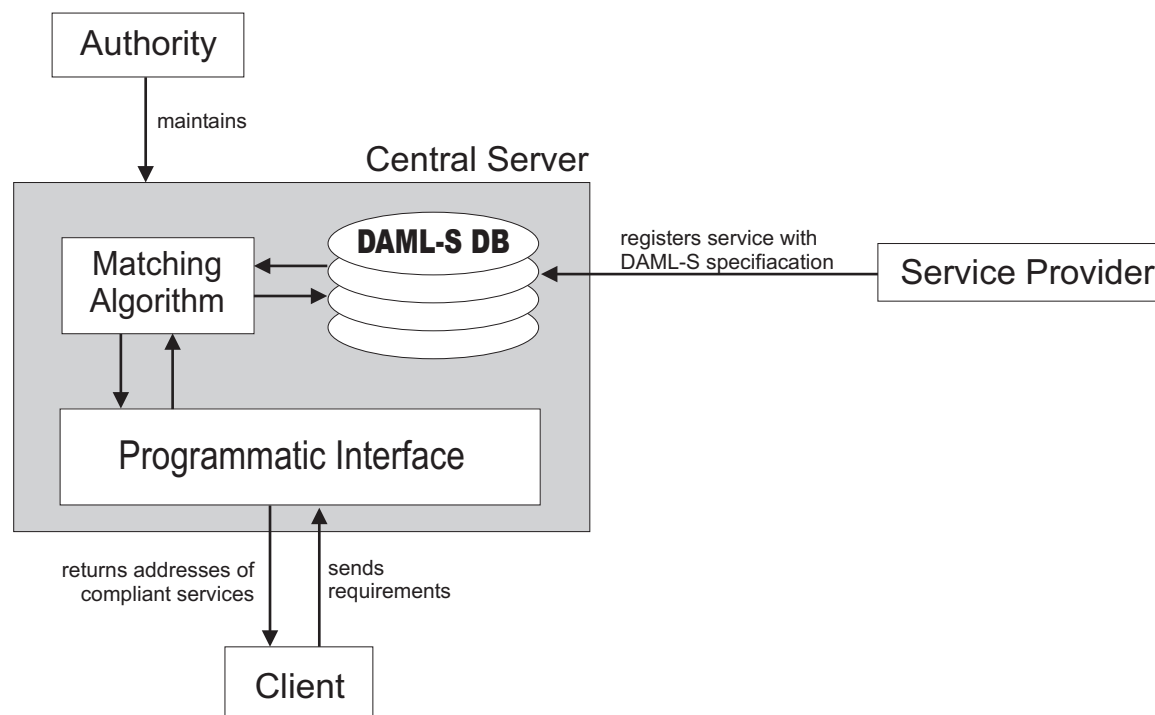 Authority
maintains
Central Server
DAML-S DB
Matching
Algorithm
registers service with
DAML-S specifiacation
Service Provider
Programmatic Interface
returns addresses of
compliant services
sends
requirements
Client